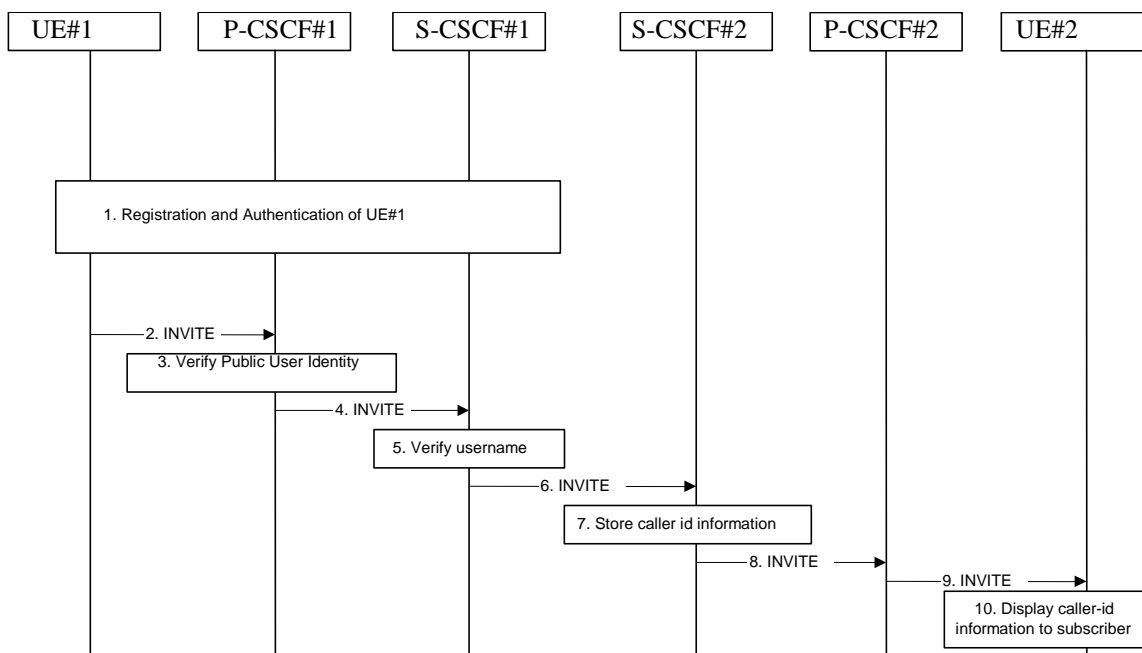 UE#1
P-CSCF#1
S-CSCF#1
S-CSCF#2
P-CSCF#2
UE#2
1. Registration and Authentication of UE#1
2. INVITE
3. Verify Public User Identity
4. INVITE
5. Verify username
6. INVITE
7. Store caller id information
8. INVITE
9. INVITE
10. Display caller-id
information to subscriber